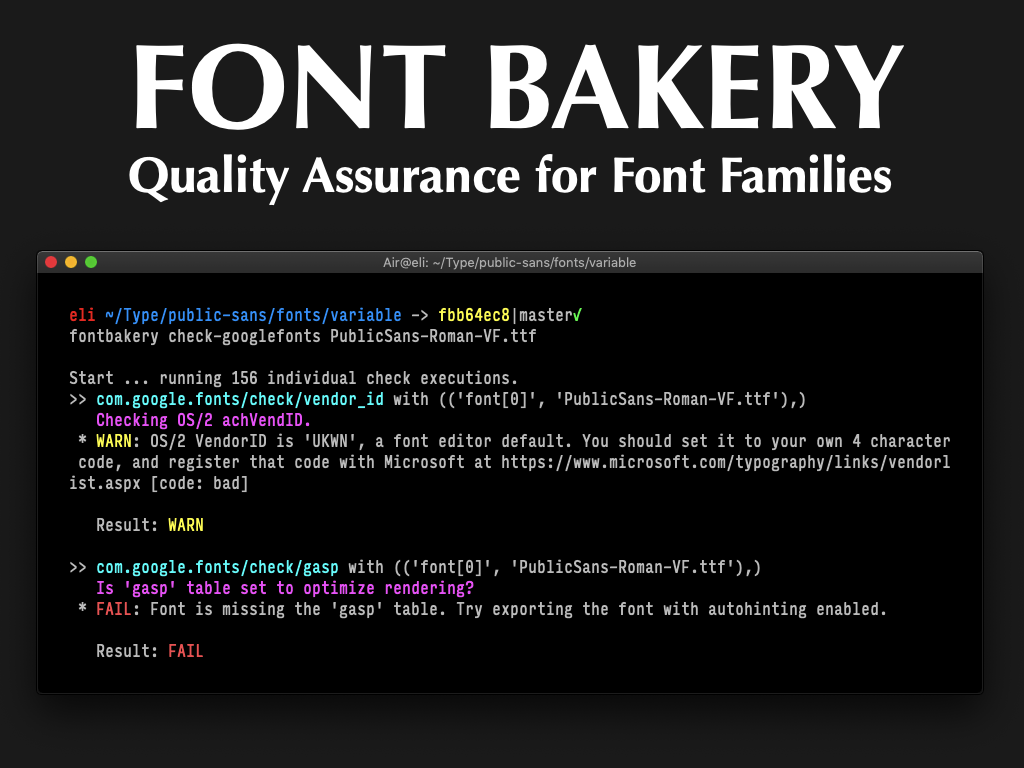 FONT BAKERY
Quality Assurance for Font Families
Air@eli: ~/Type/public-sans/fonts/variable
eli ~/Type/public-sans/fonts/variable -> fbb64ec8|master✓
fontbakery check-googlefonts PublicSans-Roman-VF.ttf
Start ... running 156 individual check executions.
>> com.google.fonts/check/vendor_id with (('font[0]', 'PublicSans-Roman-VF.ttf'),)
Checking OS/2 achVendID.
* WARN: OS/2 VendorID is 'UKWN', a font editor default. You should set it to your own 4 character
code, and register that code with Microsoft at https://www.microsoft.com/typography/links/vendorl
ist.aspx [code: bad]
Result: WARN
>> com.google.fonts/check/gasp with (('font[0]', 'PublicSans-Roman-VF.ttf'),)
Is 'gasp' table set to optimize rendering?
* FAIL: Font is missing the 'gasp' table. Try exporting the font with autohinting enabled.
Result: FAIL